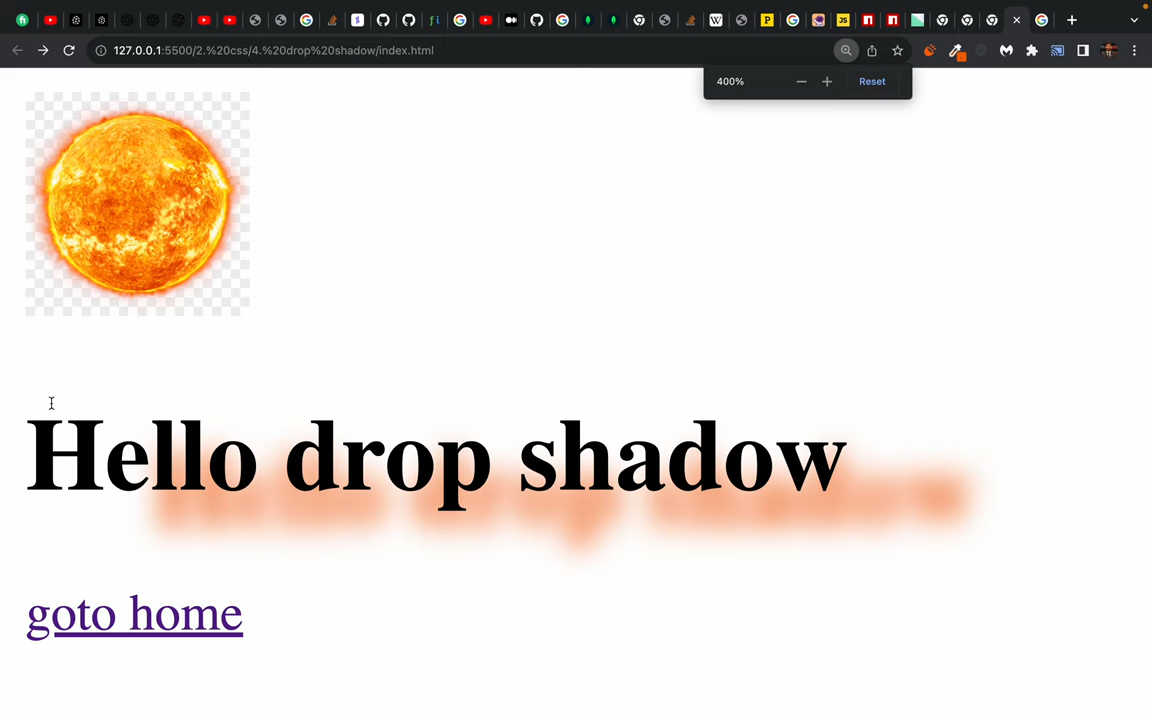 127.0.0.1:5500/2.%20css/4.%20drop%20shadow/index.html
400%
Reset
Hello drop shadow
goto home